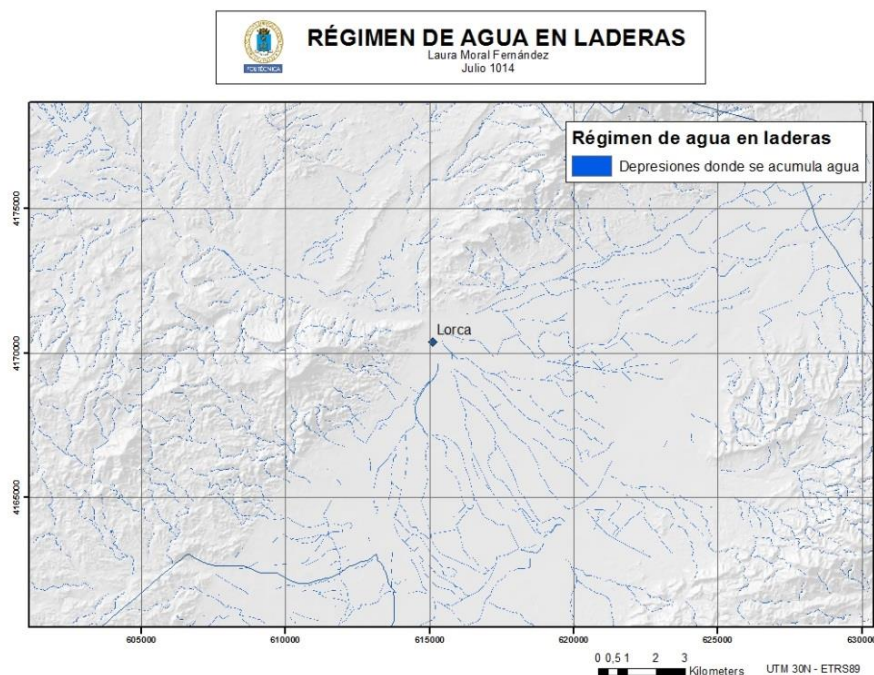 POLITÉCNICA
RÉGIMEN DE AGUA EN LADERAS
Laura Moral Fernández
Julio 1014
Régimen de agua en laderas
Depresiones donde se acumula agua
4175000
Lorca
4170000
4165000
605000 610000 615000 620000 625000 630000
0 0,5 1 2 3
Kilometers
UTM 30N - ETRS89